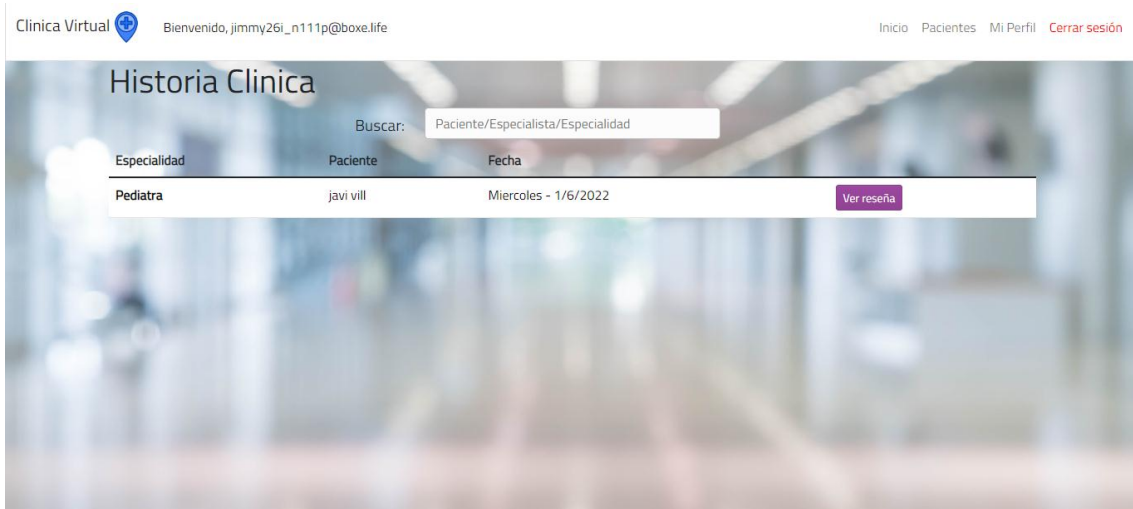 Clinica Virtual Bienvenido, jimmy26i_n111p@boxe.life Inicio Pacientes Mi Perfil Cerrar sesión
Historia Clinica
Buscar: Paciente/Especialista/Especialidad
Especialidad Paciente Fecha
Pediatra javi vill Miercoles - 1/6/2022 Ver reseña